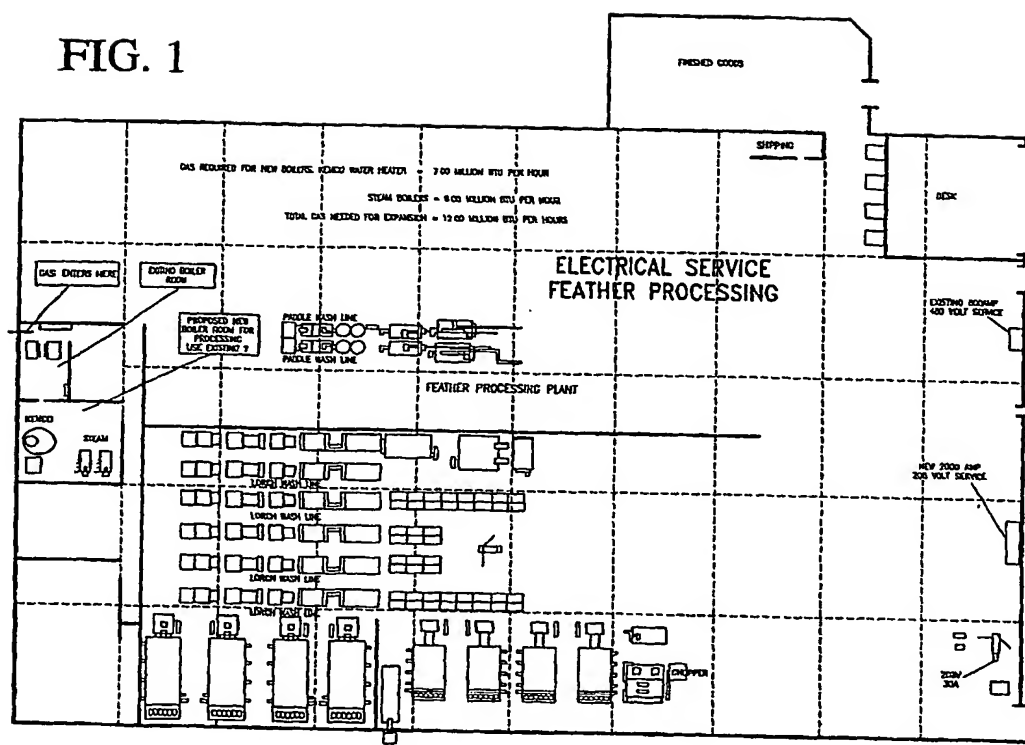 FIG. 1
FINISHED GOODS
SHIPPING
GAS REQUIRED FOR NEW BOILERS, KEMCO WATER HEATER = 7.00 MILLION BTU PER HOUR
STEAM BOILERS = 6.00 MILLION BTU PER HOUR
TOTAL GAS NEEDED FOR EXPANSION = 13.00 MILLION BTU PER HOURS
DESK
ELECTRICAL SERVICE
FEATHER PROCESSING
GAS ENTERS HERE
BOILER
ROOM
EXISTING 800AMP
480 VOLT SERVICE
PROPOSED NEW
BOILER ROOM FOR
PROCESSING
USE EXISTING ?
PADDLE WASH LINE
PADDLE WASH LINE
FEATHER PROCESSING PLANT
KEMCO
STEAM
LORCH WASH LINE
LORCH WASH LINE
LORCH WASH LINE
LORCH WASH LINE
LORCH WASH LINE
NEW 2000 AMP
208 VOLT SERVICE
CHOPPER
30A